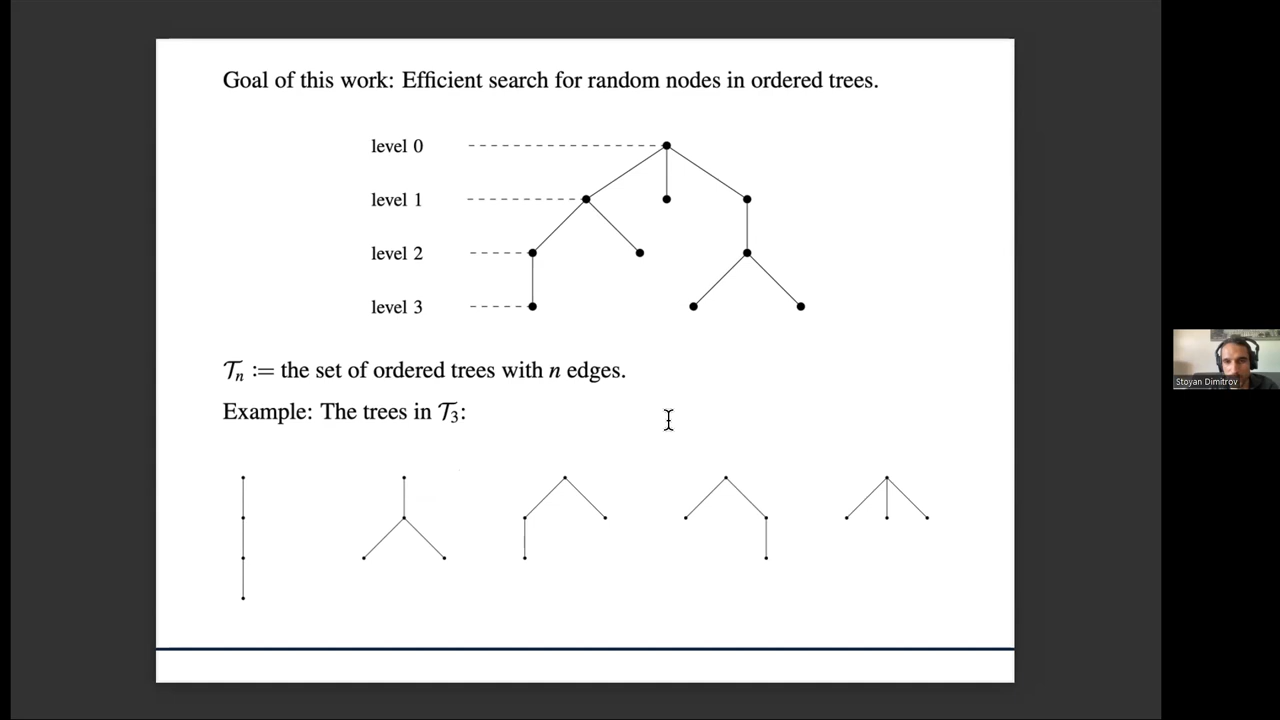 Goal of this work: Efficient search for random nodes in ordered trees.
level 0
level 1
level 2
level 3
𝒯ₙ := the set of ordered trees with n edges.
Example: The trees in 𝒯₃:
Stoyan Dimitrov